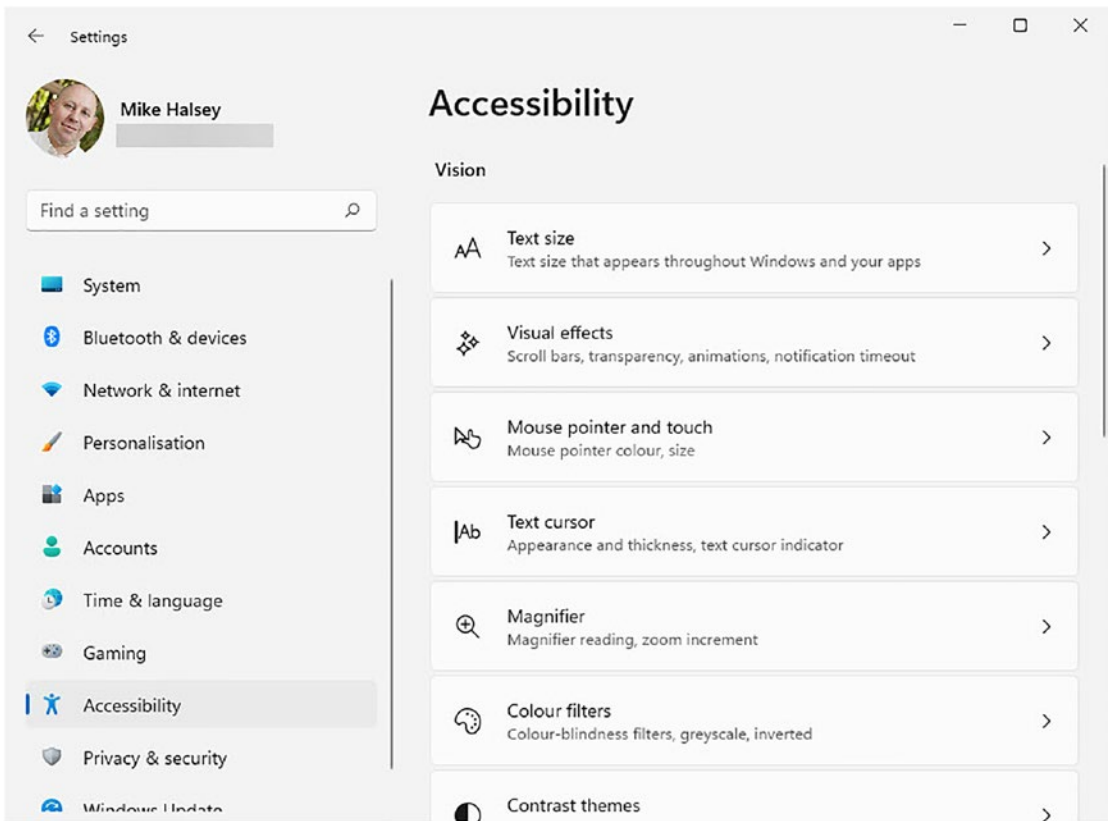 Settings
Mike Halsey
Find a setting
System
Bluetooth & devices
Network & internet
Personalisation
Apps
Accounts
Time & language
Gaming
Accessibility
Privacy & security
Windows Update
Accessibility
Vision
Text size
Text size that appears throughout Windows and your apps
Visual effects
Scroll bars, transparency, animations, notification timeout
Mouse pointer and touch
Mouse pointer colour, size
Text cursor
Appearance and thickness, text cursor indicator
Magnifier
Magnifier reading, zoom increment
Colour filters
Colour-blindness filters, greyscale, inverted
Contrast themes